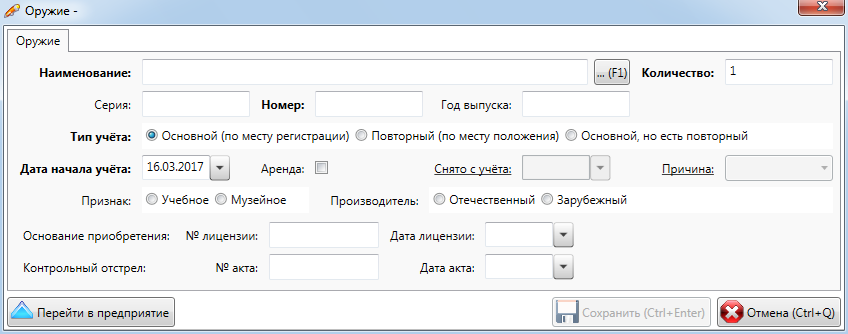 Оружие -
Оружие
Наименование: ... (F1) Количество: 1
Серия: Номер: Год выпуска:
Тип учёта: Основной (по месту регистрации) Повторный (по месту положения) Основной, но есть повторный
Дата начала учёта: 16.03.2017 Аренда: Снято с учёта: Причина:
Признак: Учебное Музейное Производитель: Отечественный Зарубежный
Основание приобретения: № лицензии: Дата лицензии:
Контрольный отстрел: № акта: Дата акта:
Перейти в предприятие Сохранить (Ctrl+Enter) Отмена (Ctrl+Q)